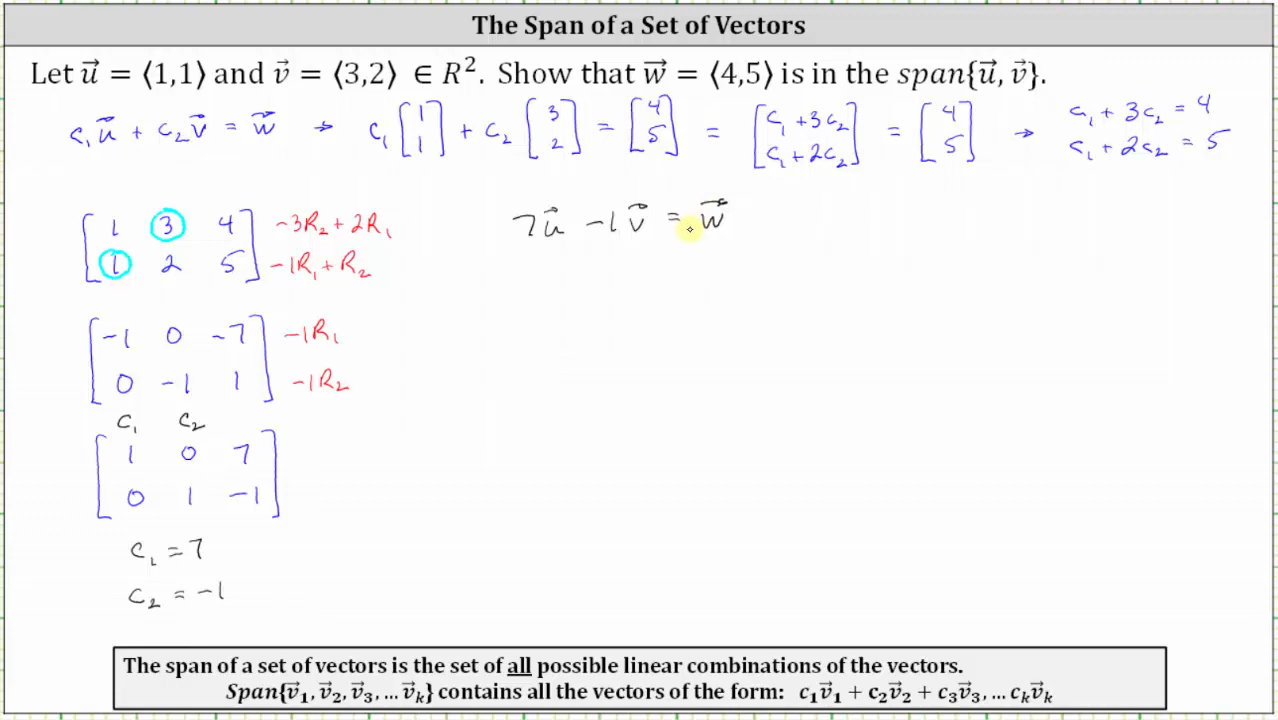 The Span of a Set of Vectors
Let u⃗ = ⟨1,1⟩ and v⃗ = ⟨3,2⟩ ∈ R². Show that w⃗ = ⟨4,5⟩ is in the span{u⃗, v⃗}.
c₁u⃗ + c₂v⃗ = w⃗ → c₁[1 1] + c₂[3 2] = [4 5] = [c₁+3c₂ c₁+2c₂] = [4 5] → c₁ + 3c₂ = 4
c₁ + 2c₂ = 5
[1 3 4] -3R₂ + 2R₁
[1 2 5] -1R₁ + R₂
7u⃗ -1v⃗ = w⃗
[-1 0 -7] -1R₁
[0 -1 1] -1R₂
c₁ c₂
[1 0 7]
[0 1 -1]
c₁ = 7
c₂ = -1
The span of a set of vectors is the set of all possible linear combinations of the vectors.
Span{v⃗₁, v⃗₂, v⃗₃, … v⃗ₖ} contains all the vectors of the form: c₁v⃗₁ + c₂v⃗₂ + c₃v⃗₃, … cₖv⃗ₖ